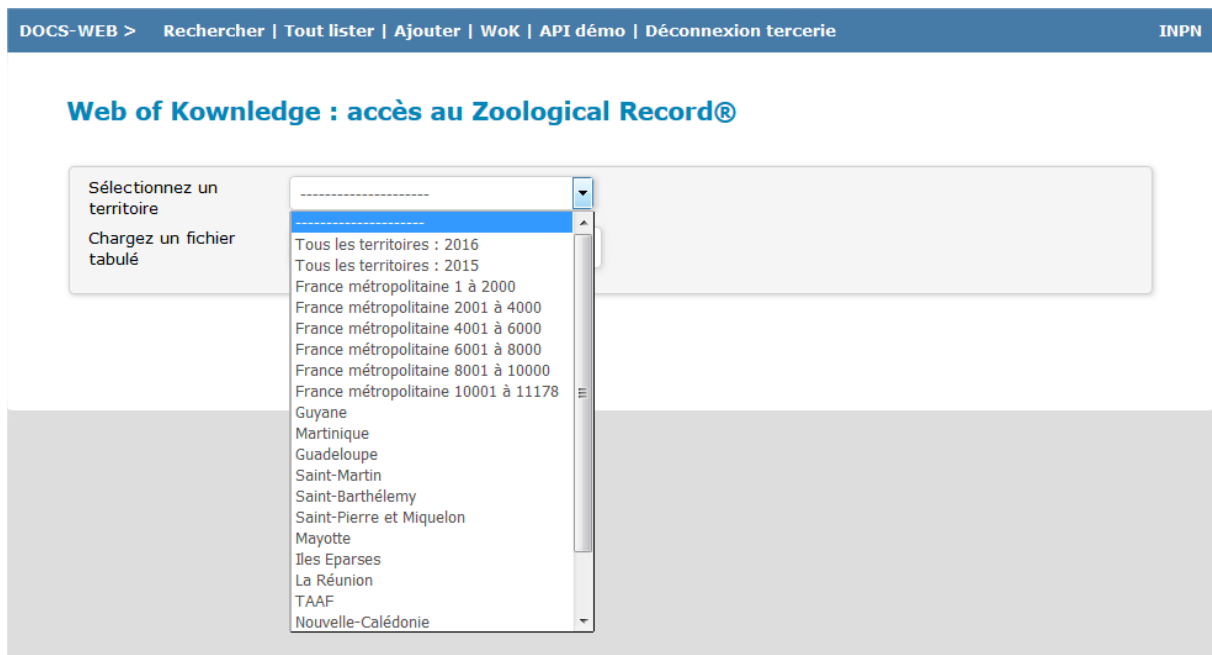 DOCS-WEB > Rechercher | Tout lister | Ajouter | WoK | API démo | Déconnexion tercerie INPN
Web of Kownledge : accès au Zoological Record®
Sélectionnez un
territoire
---------------------
Chargez un fichier
tabulé
---------------------
Tous les territoires : 2016
Tous les territoires : 2015
France métropolitaine 1 à 2000
France métropolitaine 2001 à 4000
France métropolitaine 4001 à 6000
France métropolitaine 6001 à 8000
France métropolitaine 8001 à 10000
France métropolitaine 10001 à 11178
Guyane
Martinique
Guadeloupe
Saint-Martin
Saint-Barthélemy
Saint-Pierre et Miquelon
Mayotte
Iles Eparses
La Réunion
TAAF
Nouvelle-Calédonie